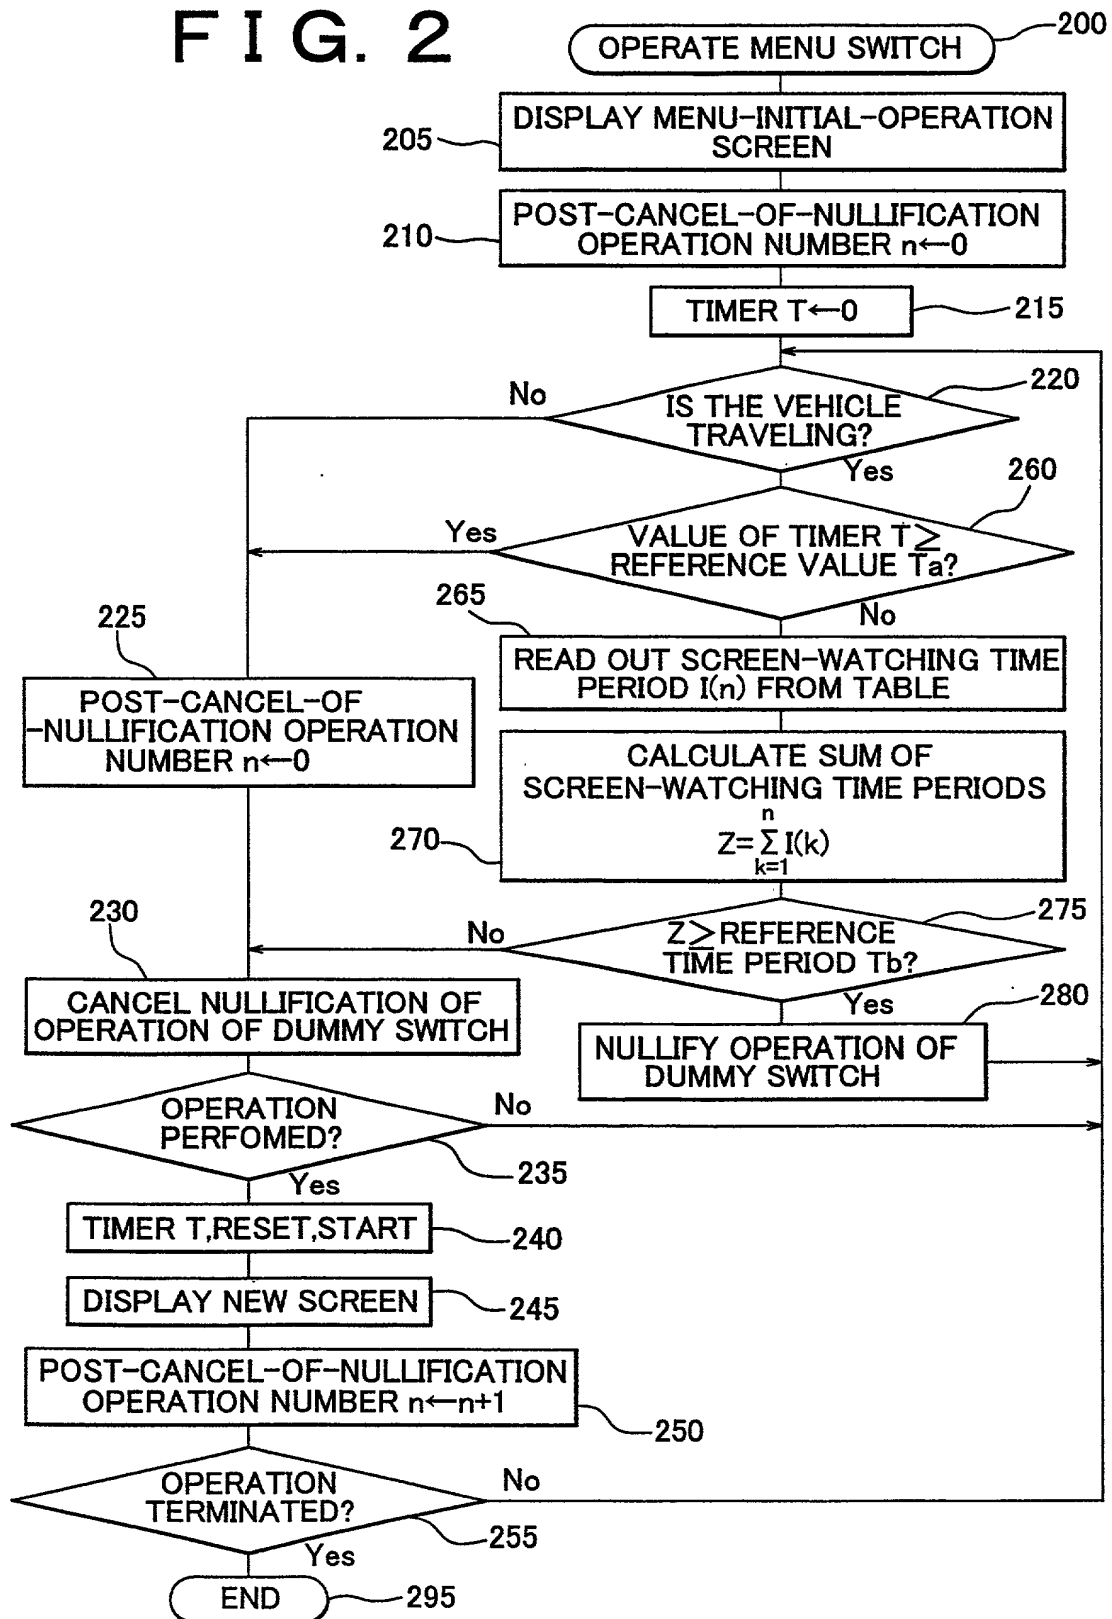 FIG. 2
OPERATE MENU SWITCH
200
DISPLAY MENU-INITIAL-OPERATION
SCREEN
205
POST-CANCEL-OF-NULLIFICATION
OPERATION NUMBER n←0
210
TIMER T←0
215
No
IS THE VEHICLE
TRAVELING?
220
Yes
260
Yes
VALUE OF TIMER T≥
REFERENCE VALUE Ta?
265
No
READ OUT SCREEN-WATCHING TIME
PERIOD I(n) FROM TABLE
225
POST-CANCEL-OF
-NULLIFICATION OPERATION
NUMBER n←0
CALCULATE SUM OF
SCREEN-WATCHING TIME PERIODS
n
Z=Σ I(k)
k=1
270
230
No
Z≥REFERENCE
TIME PERIOD Tb?
275
Yes
CANCEL NULLIFICATION OF
OPERATION OF DUMMY SWITCH
280
NULLIFY OPERATION OF
DUMMY SWITCH
OPERATION
PERFOMED?
No
235
Yes
TIMER T,RESET,START
240
DISPLAY NEW SCREEN
245
POST-CANCEL-OF-NULLIFICATION
OPERATION NUMBER n←n+1
250
OPERATION
TERMINATED?
No
255
Yes
END
295